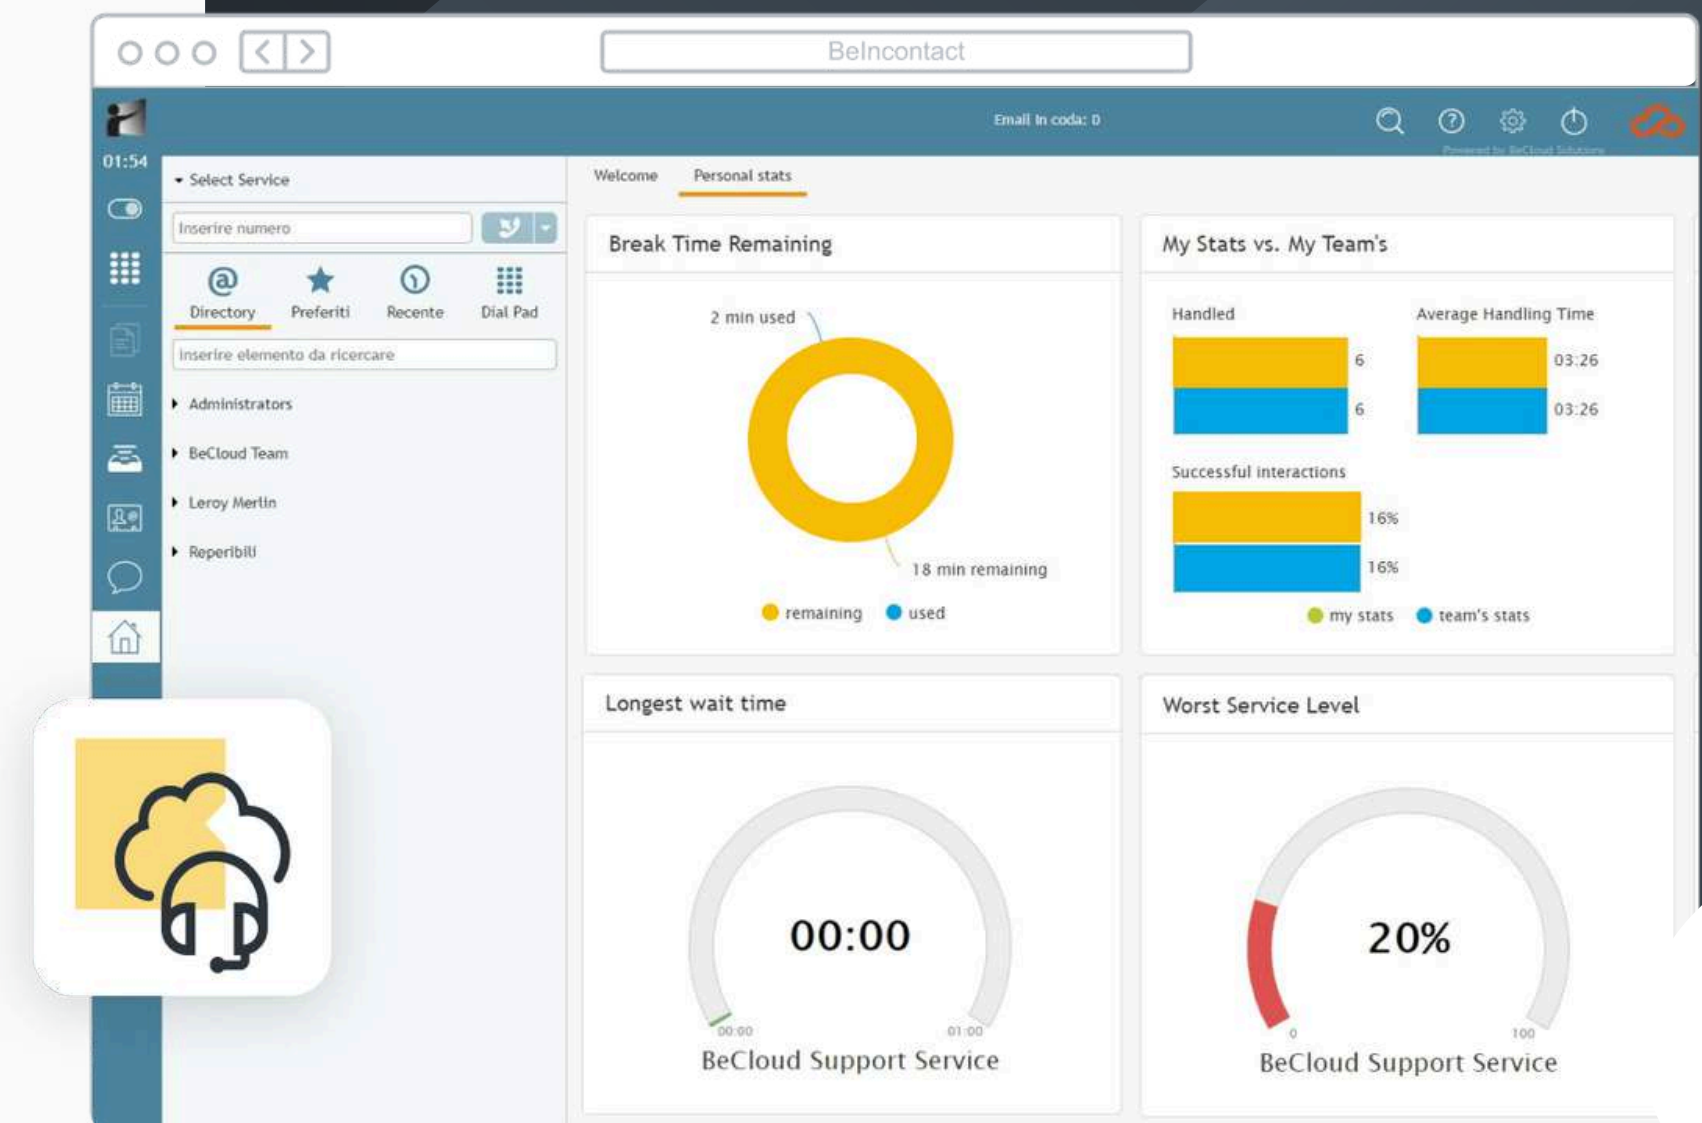 BeIncontact
Email In coda: 0
Powered by BeCloud Solutions
01:54
Select Service
Inserire numero
Directory
Preferiti
Recente
Dial Pad
Inserire elemento da ricercare
Administrators
BeCloud Team
Leroy Merlin
Reperibili
Welcome
Personal stats
Break Time Remaining
2 min used
18 min remaining
remaining
used
My Stats vs. My Team's
Handled
6
6
Average Handling Time
03:26
03:26
Successful interactions
16%
16%
my stats
team's stats
Longest wait time
00:00
00:00
01:00
BeCloud Support Service
Worst Service Level
20%
0
100
BeCloud Support Service